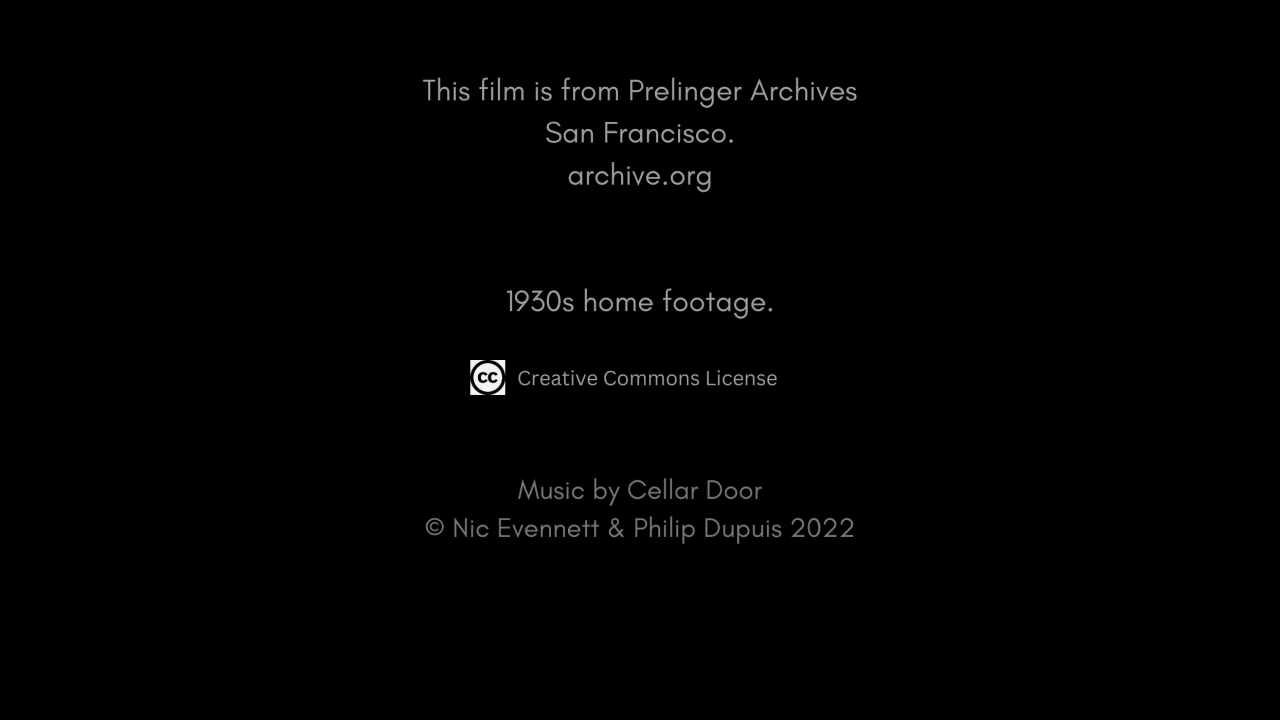 This film is from Prelinger Archives
San Francisco.
archive.org
1930s home footage.
cc Creative Commons License
Music by Cellar Door
© Nic Evennett & Philip Dupuis 2022